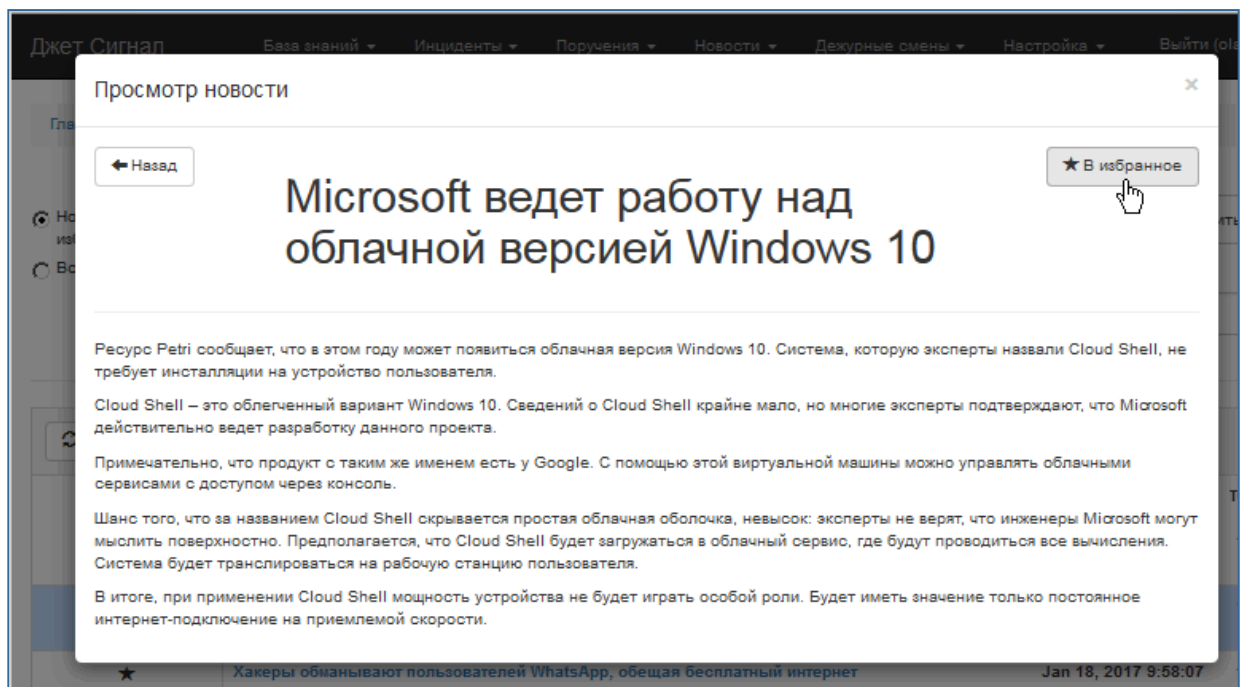 Джет Сигнал База знаний Инциденты Поручения Новости Дежурные смены Настройка Выйти
Просмотр новости ×
Назад В избранное
Microsoft ведет работу над
облачной версией Windows 10
Ресурс Petri сообщает, что в этом году может появиться облачная версия Windows 10. Система, которую эксперты назвали Cloud Shell, не
требует инсталляции на устройство пользователя.
Cloud Shell – это облегченный вариант Windows 10. Сведений о Cloud Shell крайне мало, но многие эксперты подтверждают, что Microsoft
действительно ведет разработку данного проекта.
Примечательно, что продукт с таким же именем есть у Google. С помощью этой виртуальной машины можно управлять облачными
сервисами с доступом через консоль.
Шанс того, что за названием Cloud Shell скрывается простая облачная оболочка, невысок: эксперты не верят, что инженеры Microsoft могут
мыслить поверхностно. Предполагается, что Cloud Shell будет загружаться в облачный сервис, где будут проводиться все вычисления.
Система будет транслироваться на рабочую станцию пользователя.
В итоге, при применении Cloud Shell мощность устройства не будет играть особой роли. Будет иметь значение только постоянное
интернет-подключение на приемлемой скорости.
Хакеры обманывают пользователей WhatsApp, обещая бесплатный интернет Jan 18, 2017 9:58:07